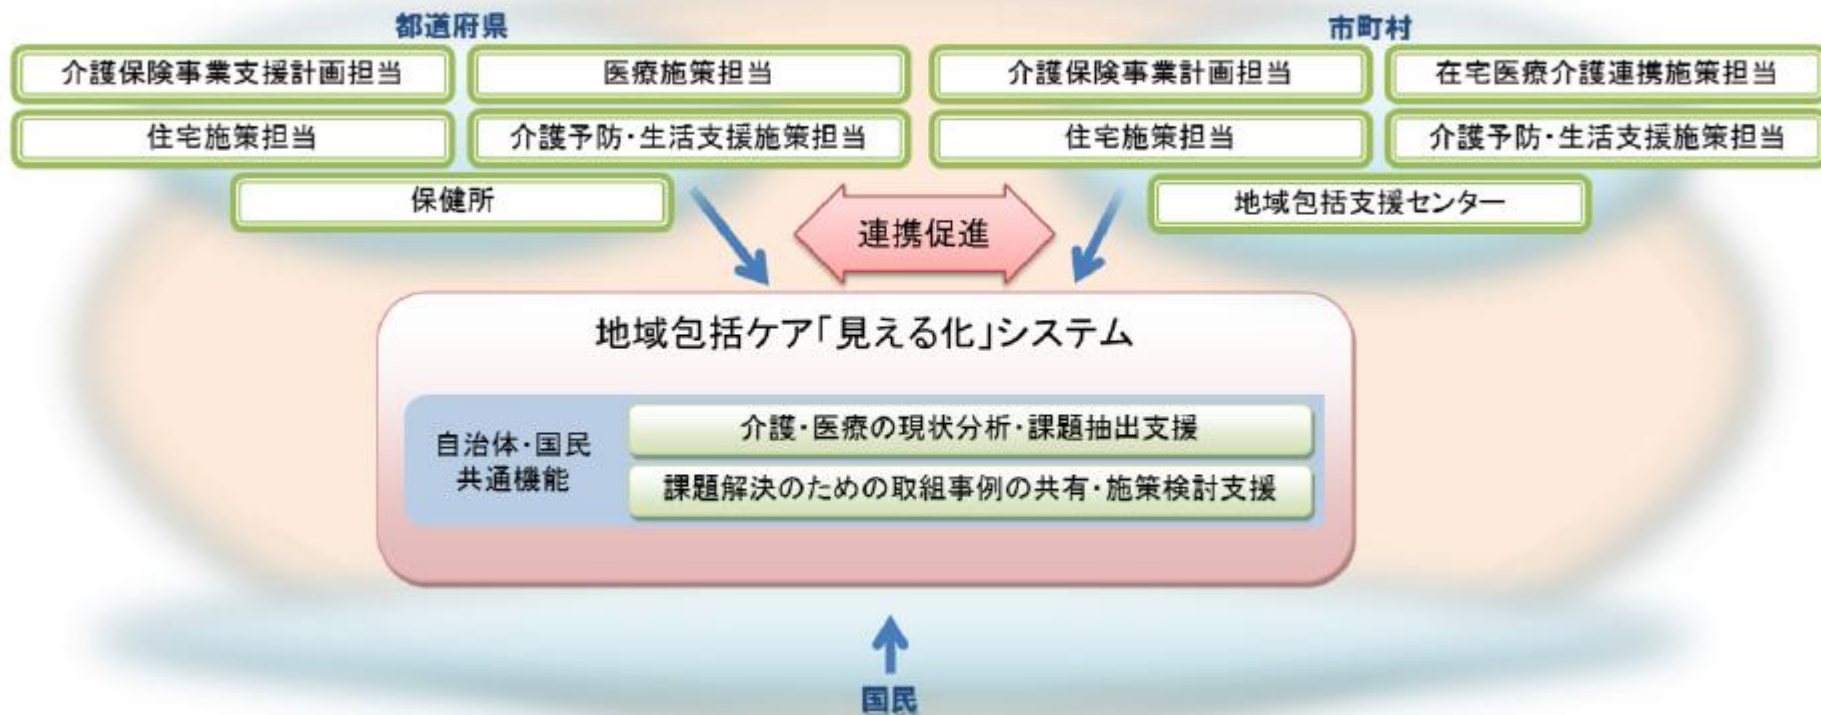 都道府県
介護保険事業支援計画担当
医療施策担当
住宅施策担当
介護予防・生活支援施策担当
保健所
市町村
介護保険事業計画担当
在宅医療介護連携施策担当
住宅施策担当
介護予防・生活支援施策担当
地域包括支援センター
連携促進
地域包括ケア「見える化」システム
自治体・国民
共通機能
介護・医療の現状分析・課題抽出支援
課題解決のための取組事例の共有・施策検討支援
国民